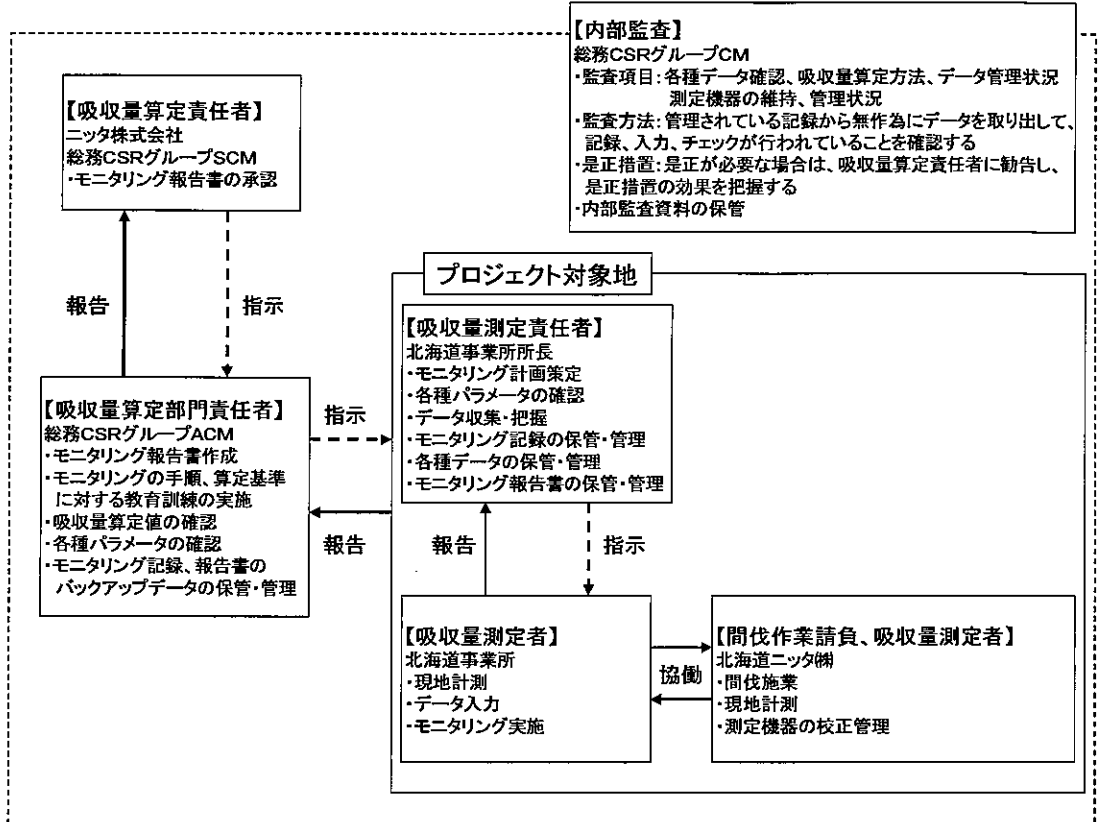 【内部監査】
総務CSRグループCM
・監査項目：各種データ確認、吸収量算定方法、データ管理状況
測定機器の維持、管理状況
・監査方法：管理されている記録から無作為にデータを取り出して、
記録、入力、チェックが行われていることを確認する
・是正措置：是正が必要な場合は、吸収量算定責任者に勧告し、
是正措置の効果を把握する
・内部監査資料の保管
【吸収量算定責任者】
ニッタ株式会社
総務CSRグループSCM
・モニタリング報告書の承認
報告
指示
【吸収量算定部門責任者】
総務CSRグループACM
・モニタリング報告書作成
・モニタリングの手順、算定基準
に対する教育訓練の実施
・吸収量算定値の確認
・各種パラメータの確認
・モニタリング記録、報告書の
バックアップデータの保管・管理
指示
報告
プロジェクト対象地
【吸収量測定責任者】
北海道事業所所長
・モニタリング計画策定
・各種パラメータの確認
・データ収集・把握
・モニタリング記録の保管・管理
・各種データの保管・管理
・モニタリング報告書の保管・管理
報告
指示
【吸収量測定者】
北海道事業所
・現地計測
・データ入力
・モニタリング実施
協働
【間伐作業請負、吸収量測定者】
北海道ニッタ㈱
・間伐施業
・現地計測
・測定機器の校正管理